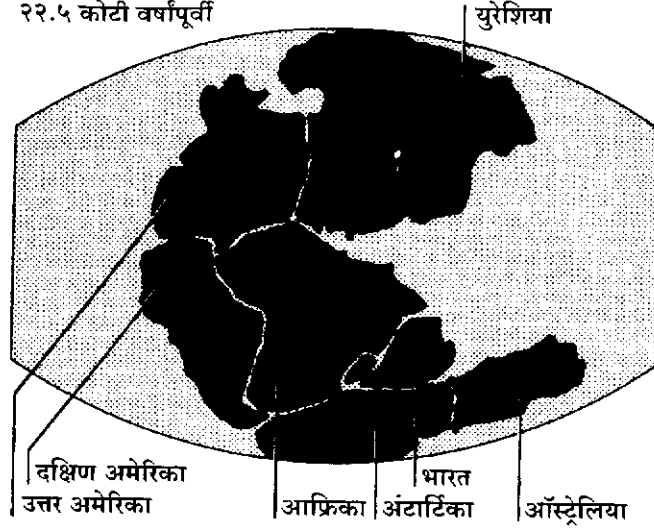 २२.५ कोटी वर्षांपूर्वी
युरेशिया
दक्षिण अमेरिका
उत्तर अमेरिका
आफ्रिका
अंटार्टिका
भारत
ऑस्ट्रेलिया